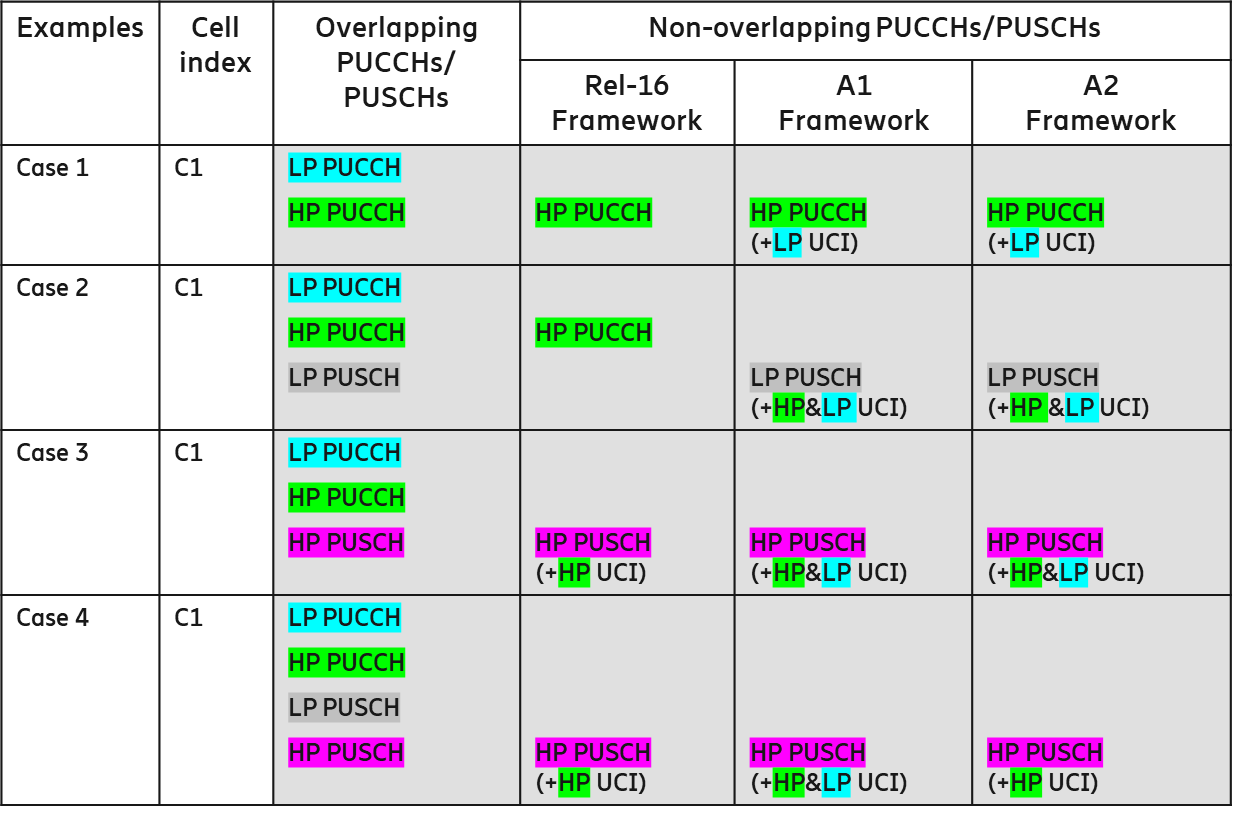 Examples
Cell
index
Overlapping
PUCCHs/
PUSCHs
Non-overlapping PUCCHs/PUSCHs
Rel-16
Framework
A1
Framework
A2
Framework
Case 1
C1
LP PUCCH
HP PUCCH
HP PUCCH
HP PUCCH
(+LP UCI)
HP PUCCH
(+LP UCI)
Case 2
C1
LP PUCCH
HP PUCCH
LP PUSCH
HP PUCCH
LP PUSCH
(+HP&LP UCI)
LP PUSCH
(+HP &LP UCI)
Case 3
C1
LP PUCCH
HP PUCCH
HP PUSCH
HP PUSCH
(+HP UCI)
HP PUSCH
(+HP&LP UCI)
HP PUSCH
(+HP&LP UCI)
Case 4
C1
LP PUCCH
HP PUCCH
LP PUSCH
HP PUSCH
HP PUSCH
(+HP UCI)
HP PUSCH
(+HP&LP UCI)
HP PUSCH
(+HP UCI)